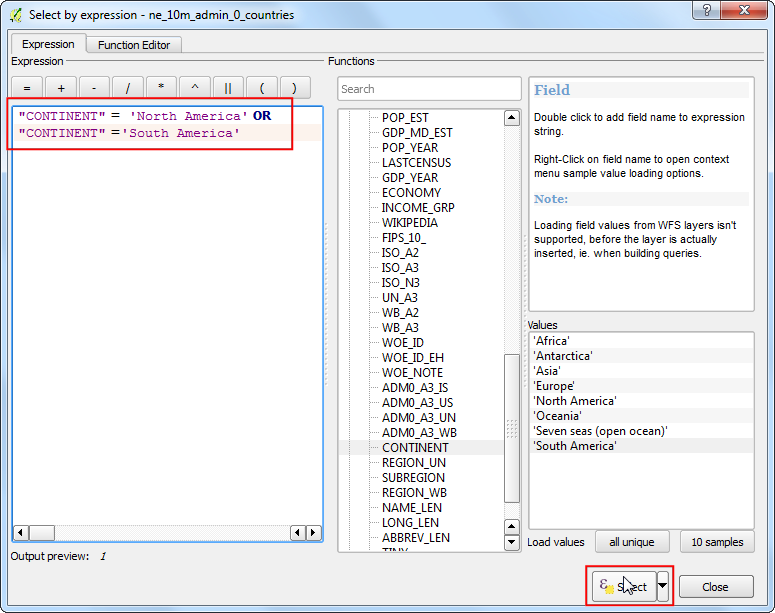 Select by expression - ne_10m_admin_0_countries
Expression
Function Editor
Expression
Functions
= + - / * ^ || ( )
"CONTINENT" = 'North America' OR
"CONTINENT" ='South America'
Output preview: 1
Search
POP_EST
GDP_MD_EST
POP_YEAR
LASTCENSUS
GDP_YEAR
ECONOMY
INCOME_GRP
WIKIPEDIA
FIPS_10_
ISO_A2
ISO_A3
ISO_N3
UN_A3
WB_A2
WB_A3
WOE_ID
WOE_ID_EH
WOE_NOTE
ADM0_A3_IS
ADM0_A3_US
ADM0_A3_UN
ADM0_A3_WB
CONTINENT
REGION_UN
SUBREGION
REGION_WB
NAME_LEN
LONG_LEN
ABBREV_LEN
TINY
Field
Double click to add field name to expression
string.
Right-Click on field name to open context
menu sample value loading options.
Note:
Loading field values from WFS layers isn't
supported, before the layer is actually
inserted, ie. when building queries.
Values
'Africa'
'Antarctica'
'Asia'
'Europe'
'North America'
'Oceania'
'Seven seas (open ocean)'
'South America'
Load values
all unique
10 samples
Select
Close